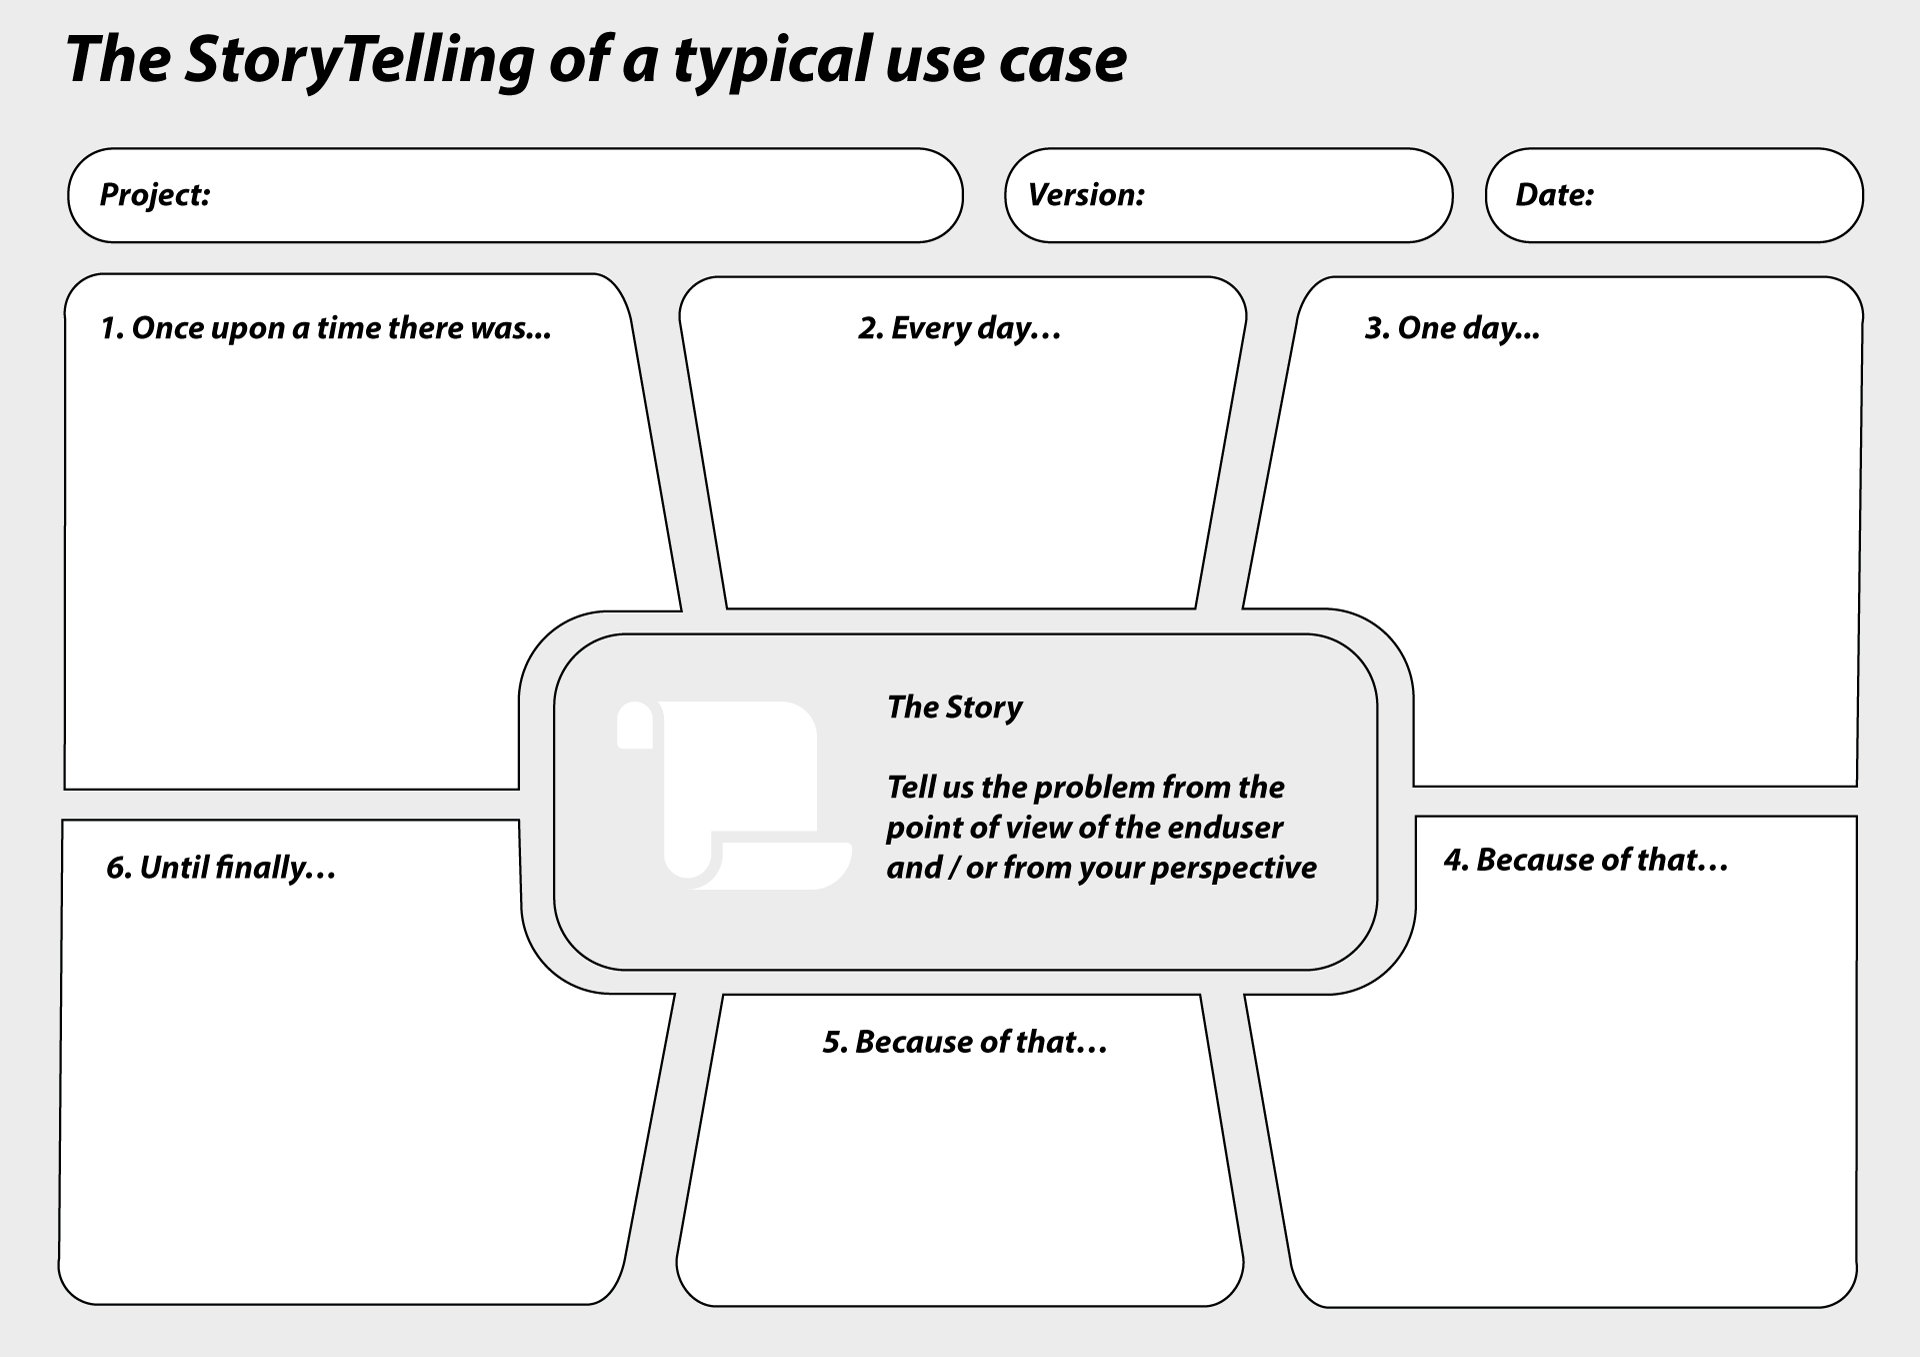 The StoryTelling of a typical use case
Project:
Version:
Date:
1. Once upon a time there was...
2. Every day…
3. One day...
The Story
Tell us the problem from the
point of view of the enduser
and / or from your perspective
4. Because of that…
5. Because of that…
6. Until finally…